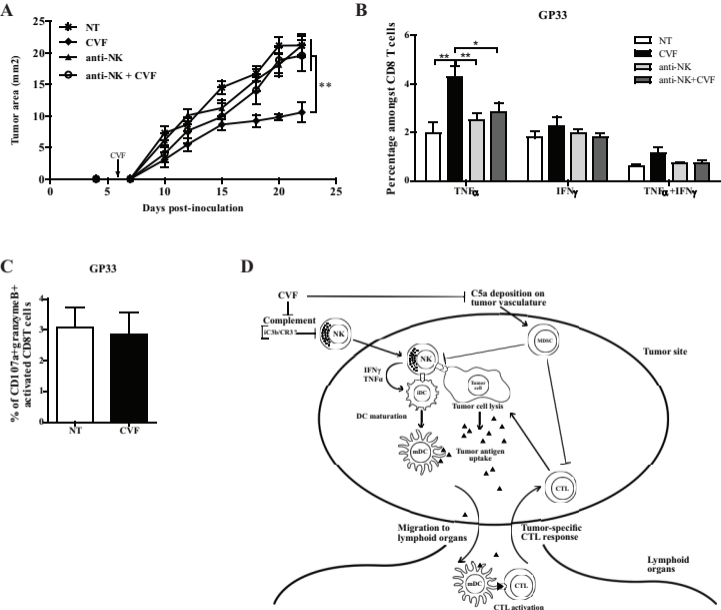 A
Tumor area (mm2)
25
20
15
10
5
0
NT
CVF
anti-NK
anti-NK + CVF
**
CVF
0
5
10
15
20
25
Days post-inoculation
B
GP33
Percentage amongst CD8 T cells
6
4
2
0
**
**
*
NT
CVF
anti-NK
anti-NK+CVF
TNFα
IFNγ
TNFα+IFNγ
C
GP33
% of CD107a+granzymeB+
activated CD8T cells
4
3
2
1
0
NT
CVF
D
CVF
C5a deposition on
tumor vasculature
Complement
iC3b/CR3?
NK
MDSC
Tumor site
NK
IFNγ
TNFα
Tumor
cell
iDC
Tumor cell lysis
DC maturation
mDC
Tumor antigen
uptake
CTL
Migration to
lymphoid organs
Tumor-specific
CTL response
Lymphoid
organs
mDC
CTL
CTL activation